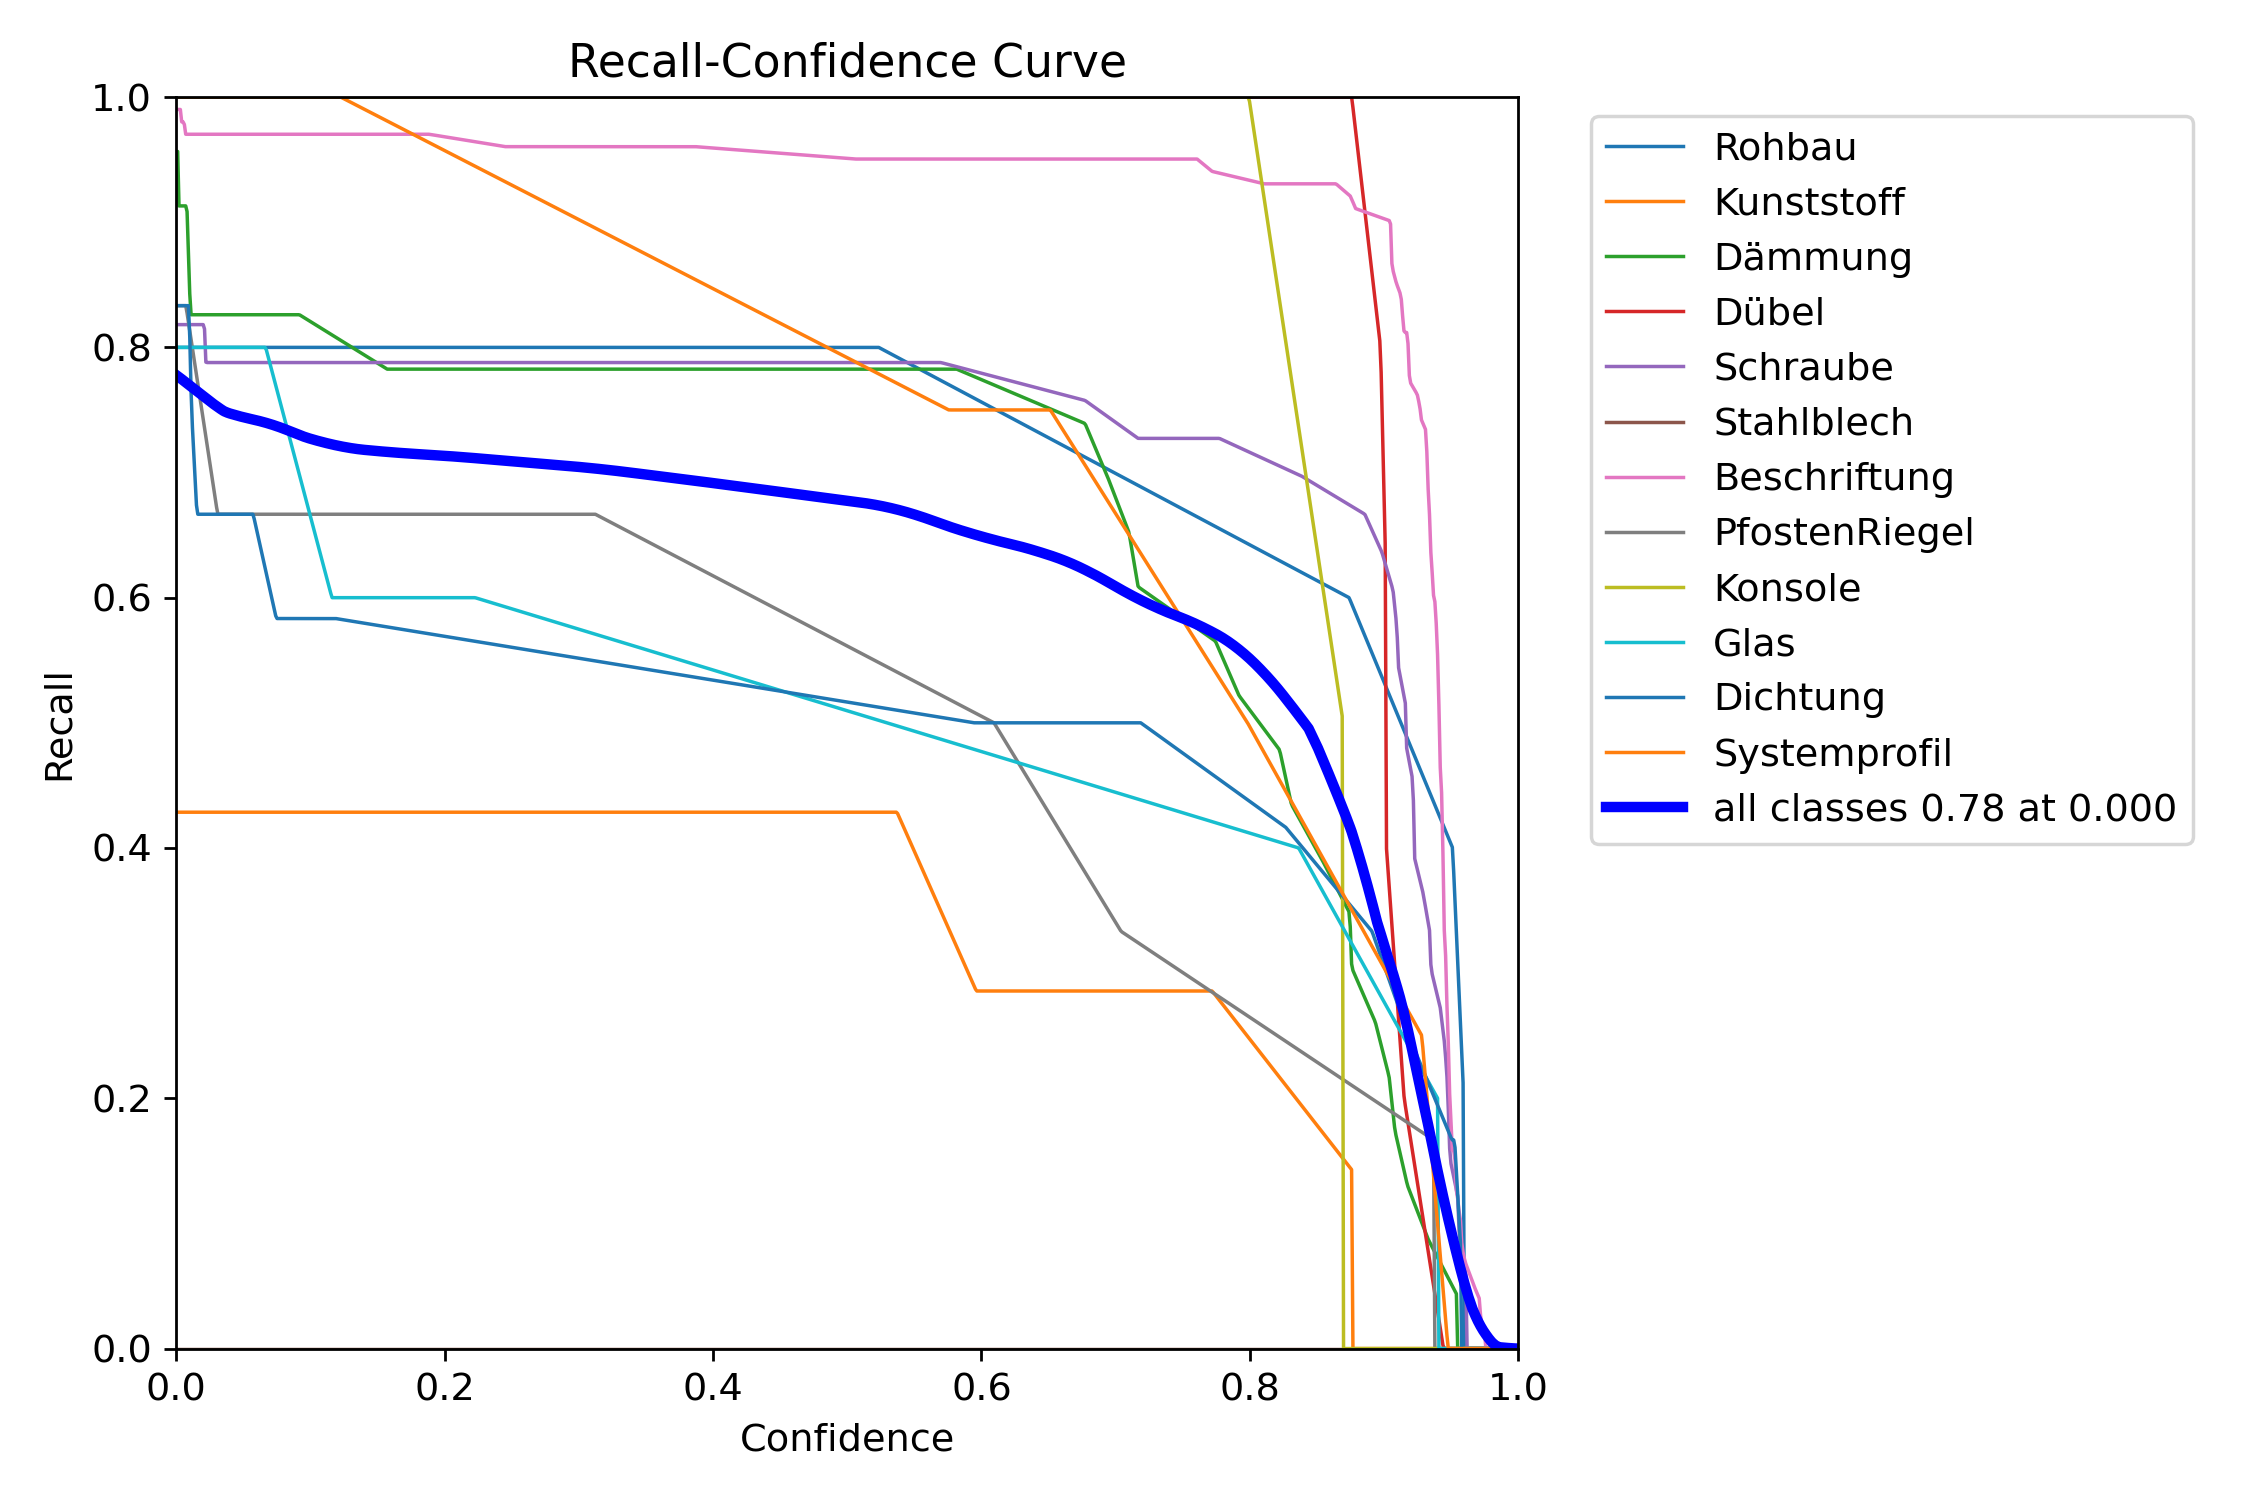 Recall-Confidence Curve
1.0
0.8
0.6
0.4
0.2
0.0
Recall
0.0 0.2 0.4 0.6 0.8 1.0
Confidence
Rohbau
Kunststoff
Dämmung
Dübel
Schraube
Stahlblech
Beschriftung
PfostenRiegel
Konsole
Glas
Dichtung
Systemprofil
all classes 0.78 at 0.000